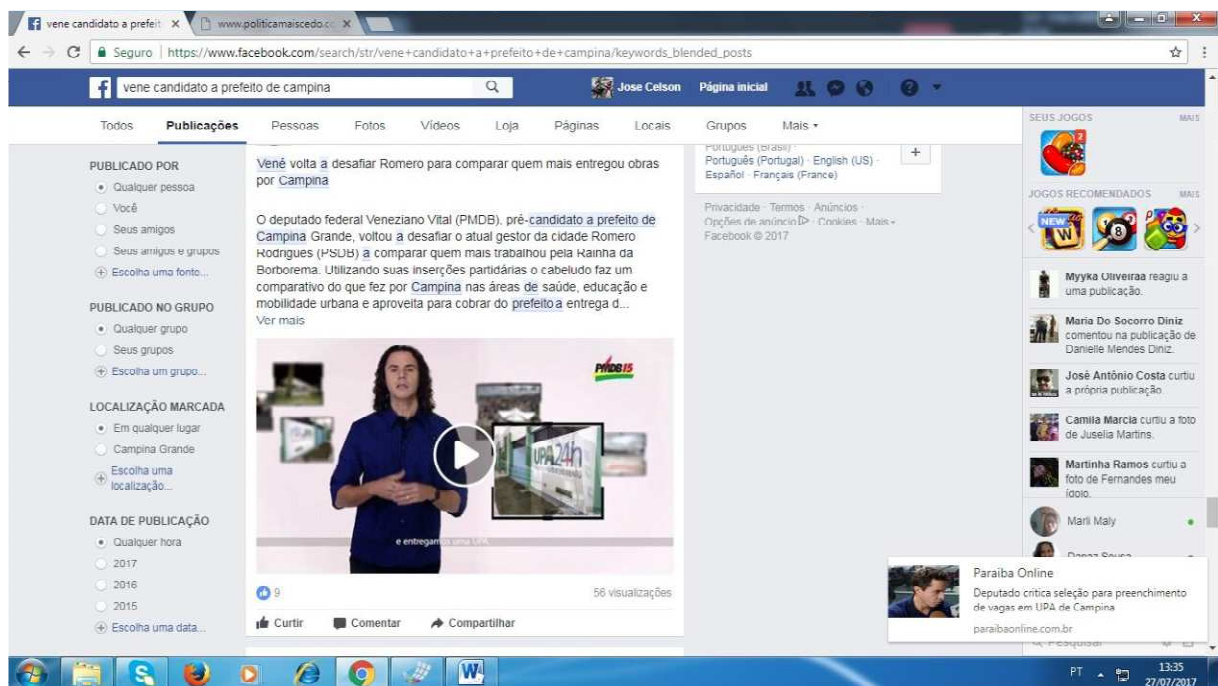 vene candidato a prefeit
www.politicamaiscedo.cc
Seguro
https://www.facebook.com/search/str/vene+candidato+a+prefeito+de+campina/keywords_blended_posts
vene candidato a prefeito de campina
Jose Celson
Página inicial
Todos
Publicações
Pessoas
Fotos
Vídeos
Loja
Páginas
Locais
Grupos
Mais
PUBLICADO POR
Qualquer pessoa
Você
Seus amigos
Seus amigos e grupos
Escolha uma fonte...
PUBLICADO NO GRUPO
Qualquer grupo
Seus grupos
Escolha um grupo...
LOCALIZAÇÃO MARCADA
Em qualquer lugar
Campina Grande
Escolha uma
localização...
DATA DE PUBLICAÇÃO
Qualquer hora
2017
2016
2015
Escolha uma data...
Vené volta a desafiar Romero para comparar quem mais entregou obras
por Campina
O deputado federal Veneziano Vital (PMDB), pré-candidato a prefeito de
Campina Grande, voltou a desafiar o atual gestor da cidade Romero
Rodrigues (PSDB) a comparar quem mais trabalhou pela Rainha da
Borborema. Utilizando suas inserções partidárias o cabeludo faz um
comparativo do que fez por Campina nas áreas de saúde, educação e
mobilidade urbana e aproveita para cobrar do prefeito a entrega d...
Ver mais
PMDB 15
UPA24h
e entregamos uma UPA
9
56 visualizações
Curtir
Comentar
Compartilhar
Português (Brasil) ·
Português (Portugal) · English (US) ·
Español · Français (France)
Privacidade · Termos · Anúncios ·
Opções de anúncio · Cookies · Mais
Facebook © 2017
SEUS JOGOS
MAIS
2
JOGOS RECOMENDADOS
MAIS
NEW
W
8
Myyka Oliveiraa reagiu a
uma publicação.
Maria Do Socorro Diniz
comentou na publicação de
Danielle Mendes Diniz.
José Antônio Costa curtiu
a própria publicação.
Camila Marcia curtiu a foto
de Juselia Martins.
Martinha Ramos curtiu a
foto de Fernandes meu
Marli Maly
Sousa
Paraiba Online
Deputado critica seleção para preenchimento
de vagas em UPA de Campina
paraibaonline.com.br
Pesquisar
PT
13:35
27/07/2017